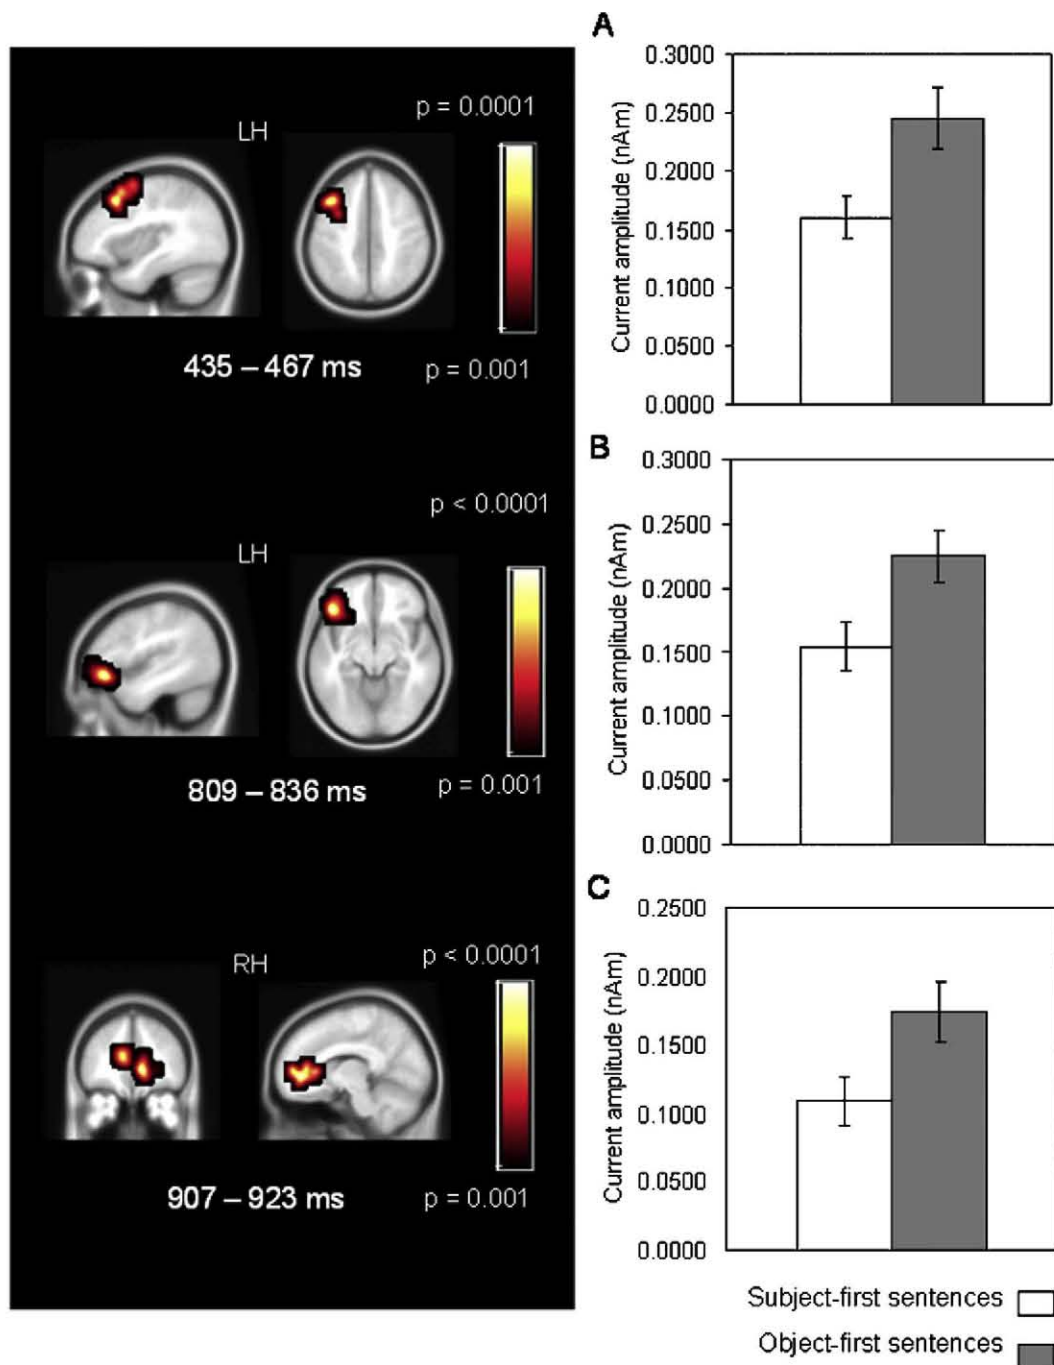 p = 0.0001
LH
435 – 467 ms
p = 0.001
p < 0.0001
LH
809 – 836 ms
p = 0.001
p < 0.0001
RH
907 – 923 ms
p = 0.001
A
Current amplitude (nAm)
0.3000
0.2500
0.2000
0.1500
0.1000
0.0500
0.0000
B
Current amplitude (nAm)
0.3000
0.2500
0.2000
0.1500
0.1000
0.0500
0.0000
C
Current amplitude (nAm)
0.2500
0.2000
0.1500
0.1000
0.0500
0.0000
Subject-first sentences
Object-first sentences